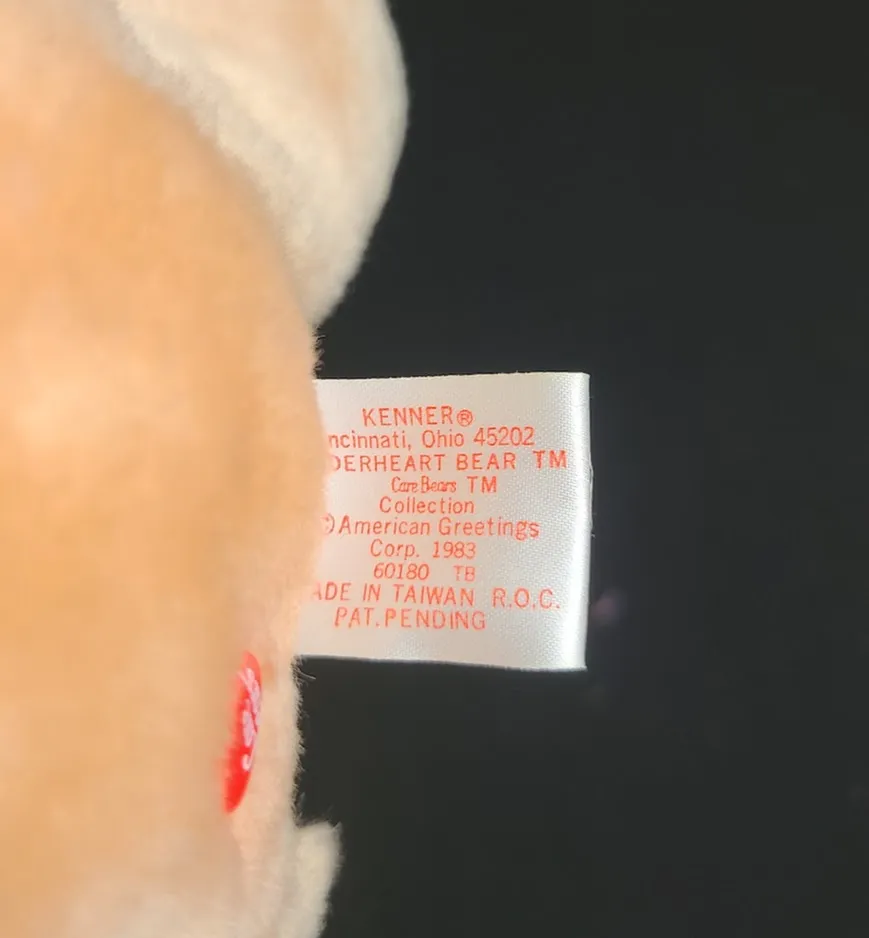 KENNER®
ncinnati, Ohio 45202
DERHEART BEAR TM
Care Bears TM
Collection
©American Greetings
Corp. 1983
60180 TB
ADE IN TAIWAN R.O.C.
PAT.PENDING